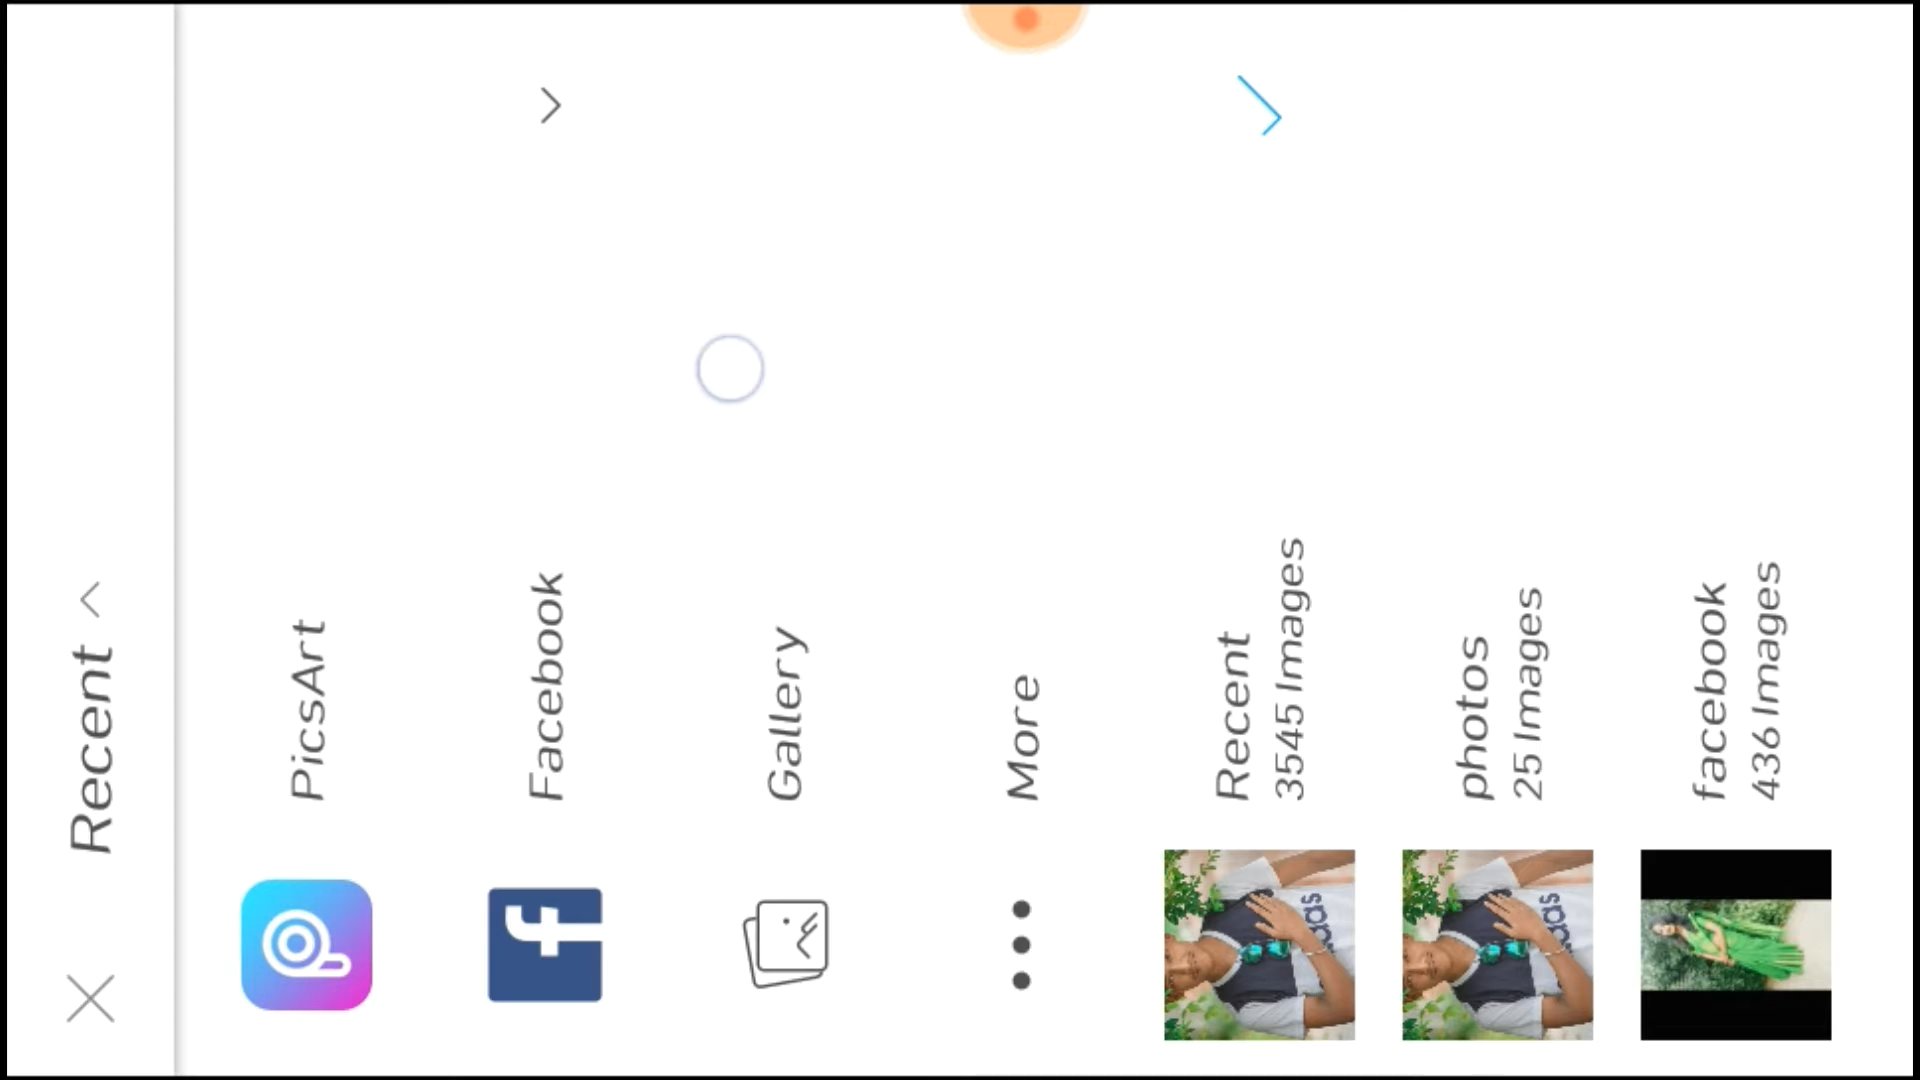 Recent
PicsArt
Facebook
Gallery
More
Recent
3545 Images
photos
25 Images
facebook
436 Images